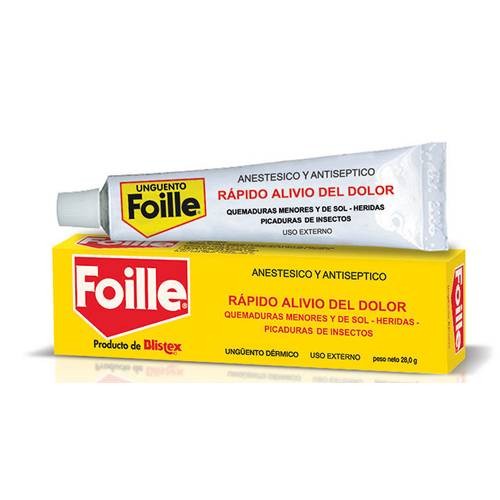 UNGUENTO
Foille®
ANESTESICO Y ANTISEPTICO
RÁPIDO ALIVIO DEL DOLOR
QUEMADURAS MENORES Y DE SOL - HERIDAS
PICADURAS DE INSECTOS
USO EXTERNO
Foille®
Producto de Blistex
ANESTESICO Y ANTISEPTICO
RÁPIDO ALIVIO DEL DOLOR
QUEMADURAS MENORES Y DE SOL - HERIDAS -
PICADURAS DE INSECTOS
UNGÜENTO DÉRMICO USO EXTERNO peso neto 28,0 g
Foille